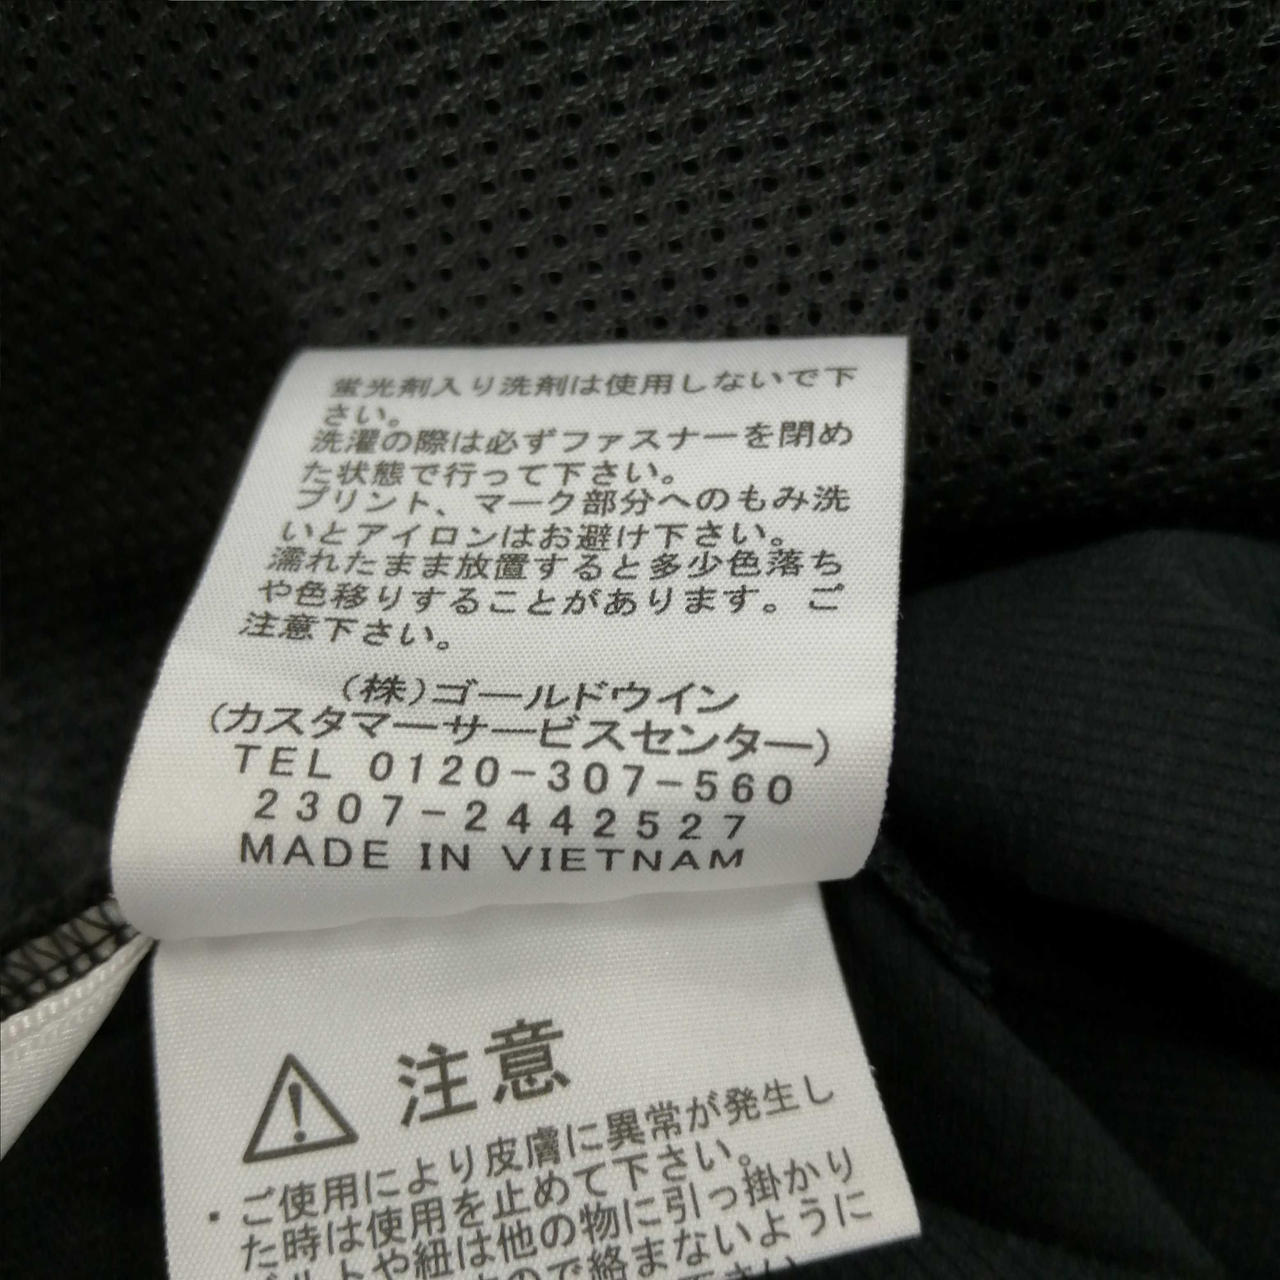 蛍光剤入り洗剤は使用しないで下
さい。
洗濯の際は必ずファスナーを閉め
た状態で行って下さい。
プリント、マーク部分へのもみ洗
いとアイロンはお避け下さい。
濡れたまま放置すると多少色落ち
や色移りすることがあります。ご
注意下さい。
(株)ゴールドウイン
(カスタマーサービスセンター)
TEL 0120-307-560
2307-2442527
MADE IN VIETNAM
注意
・ご使用により皮膚に異常が発生し
た時は使用を止めて下さい。
ベルトや紐は他の物に引っ掛かり
ので絡まないように
下さい